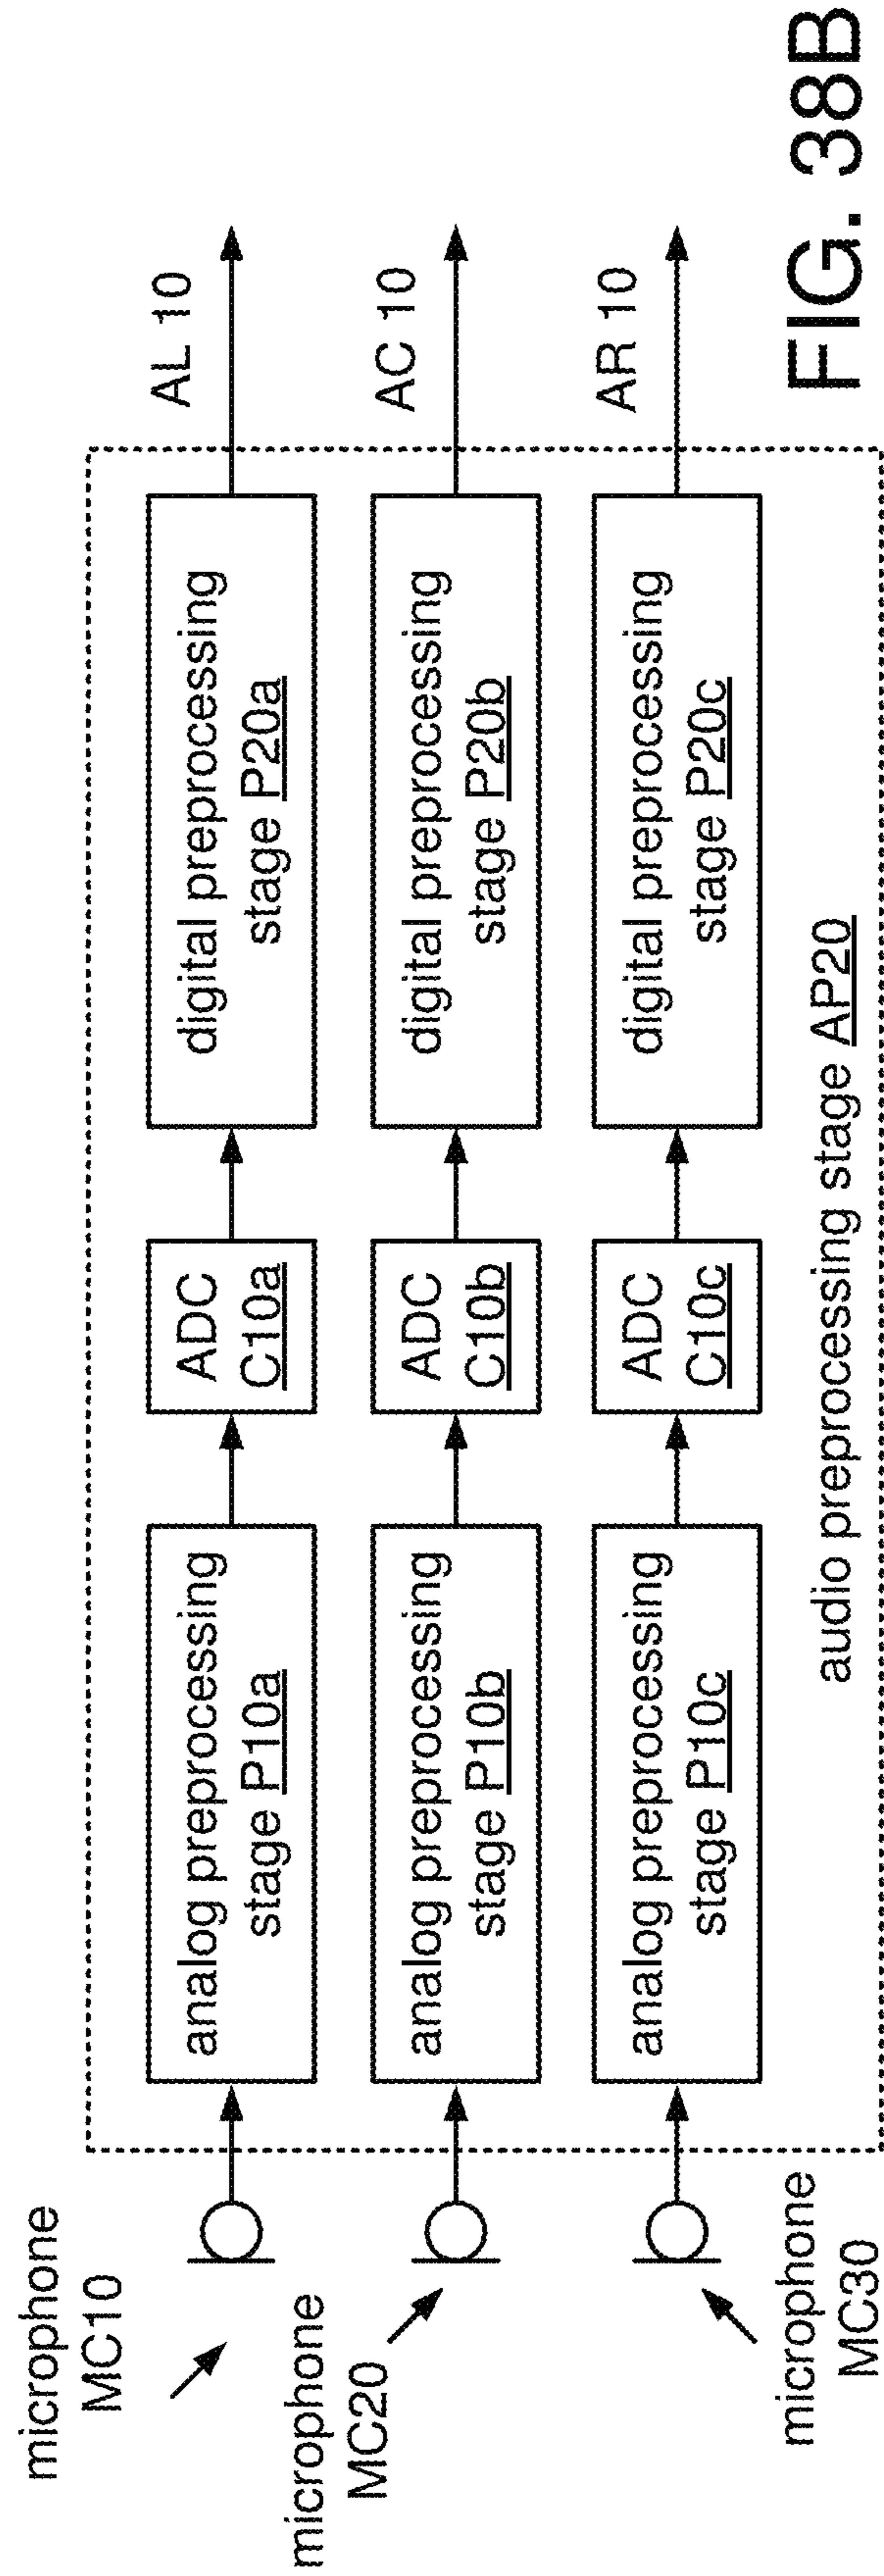 microphone
MC10
analog preprocessing
stage P10a
ADC
C10a
digital preprocessing
stage P20a
AL 10
microphone
MC20
analog preprocessing
stage P10b
ADC
C10b
digital preprocessing
stage P20b
AC 10
microphone
MC30
analog preprocessing
stage P10c
ADC
C10c
digital preprocessing
stage P20c
AR 10
audio preprocessing stage AP20
FIG. 38B